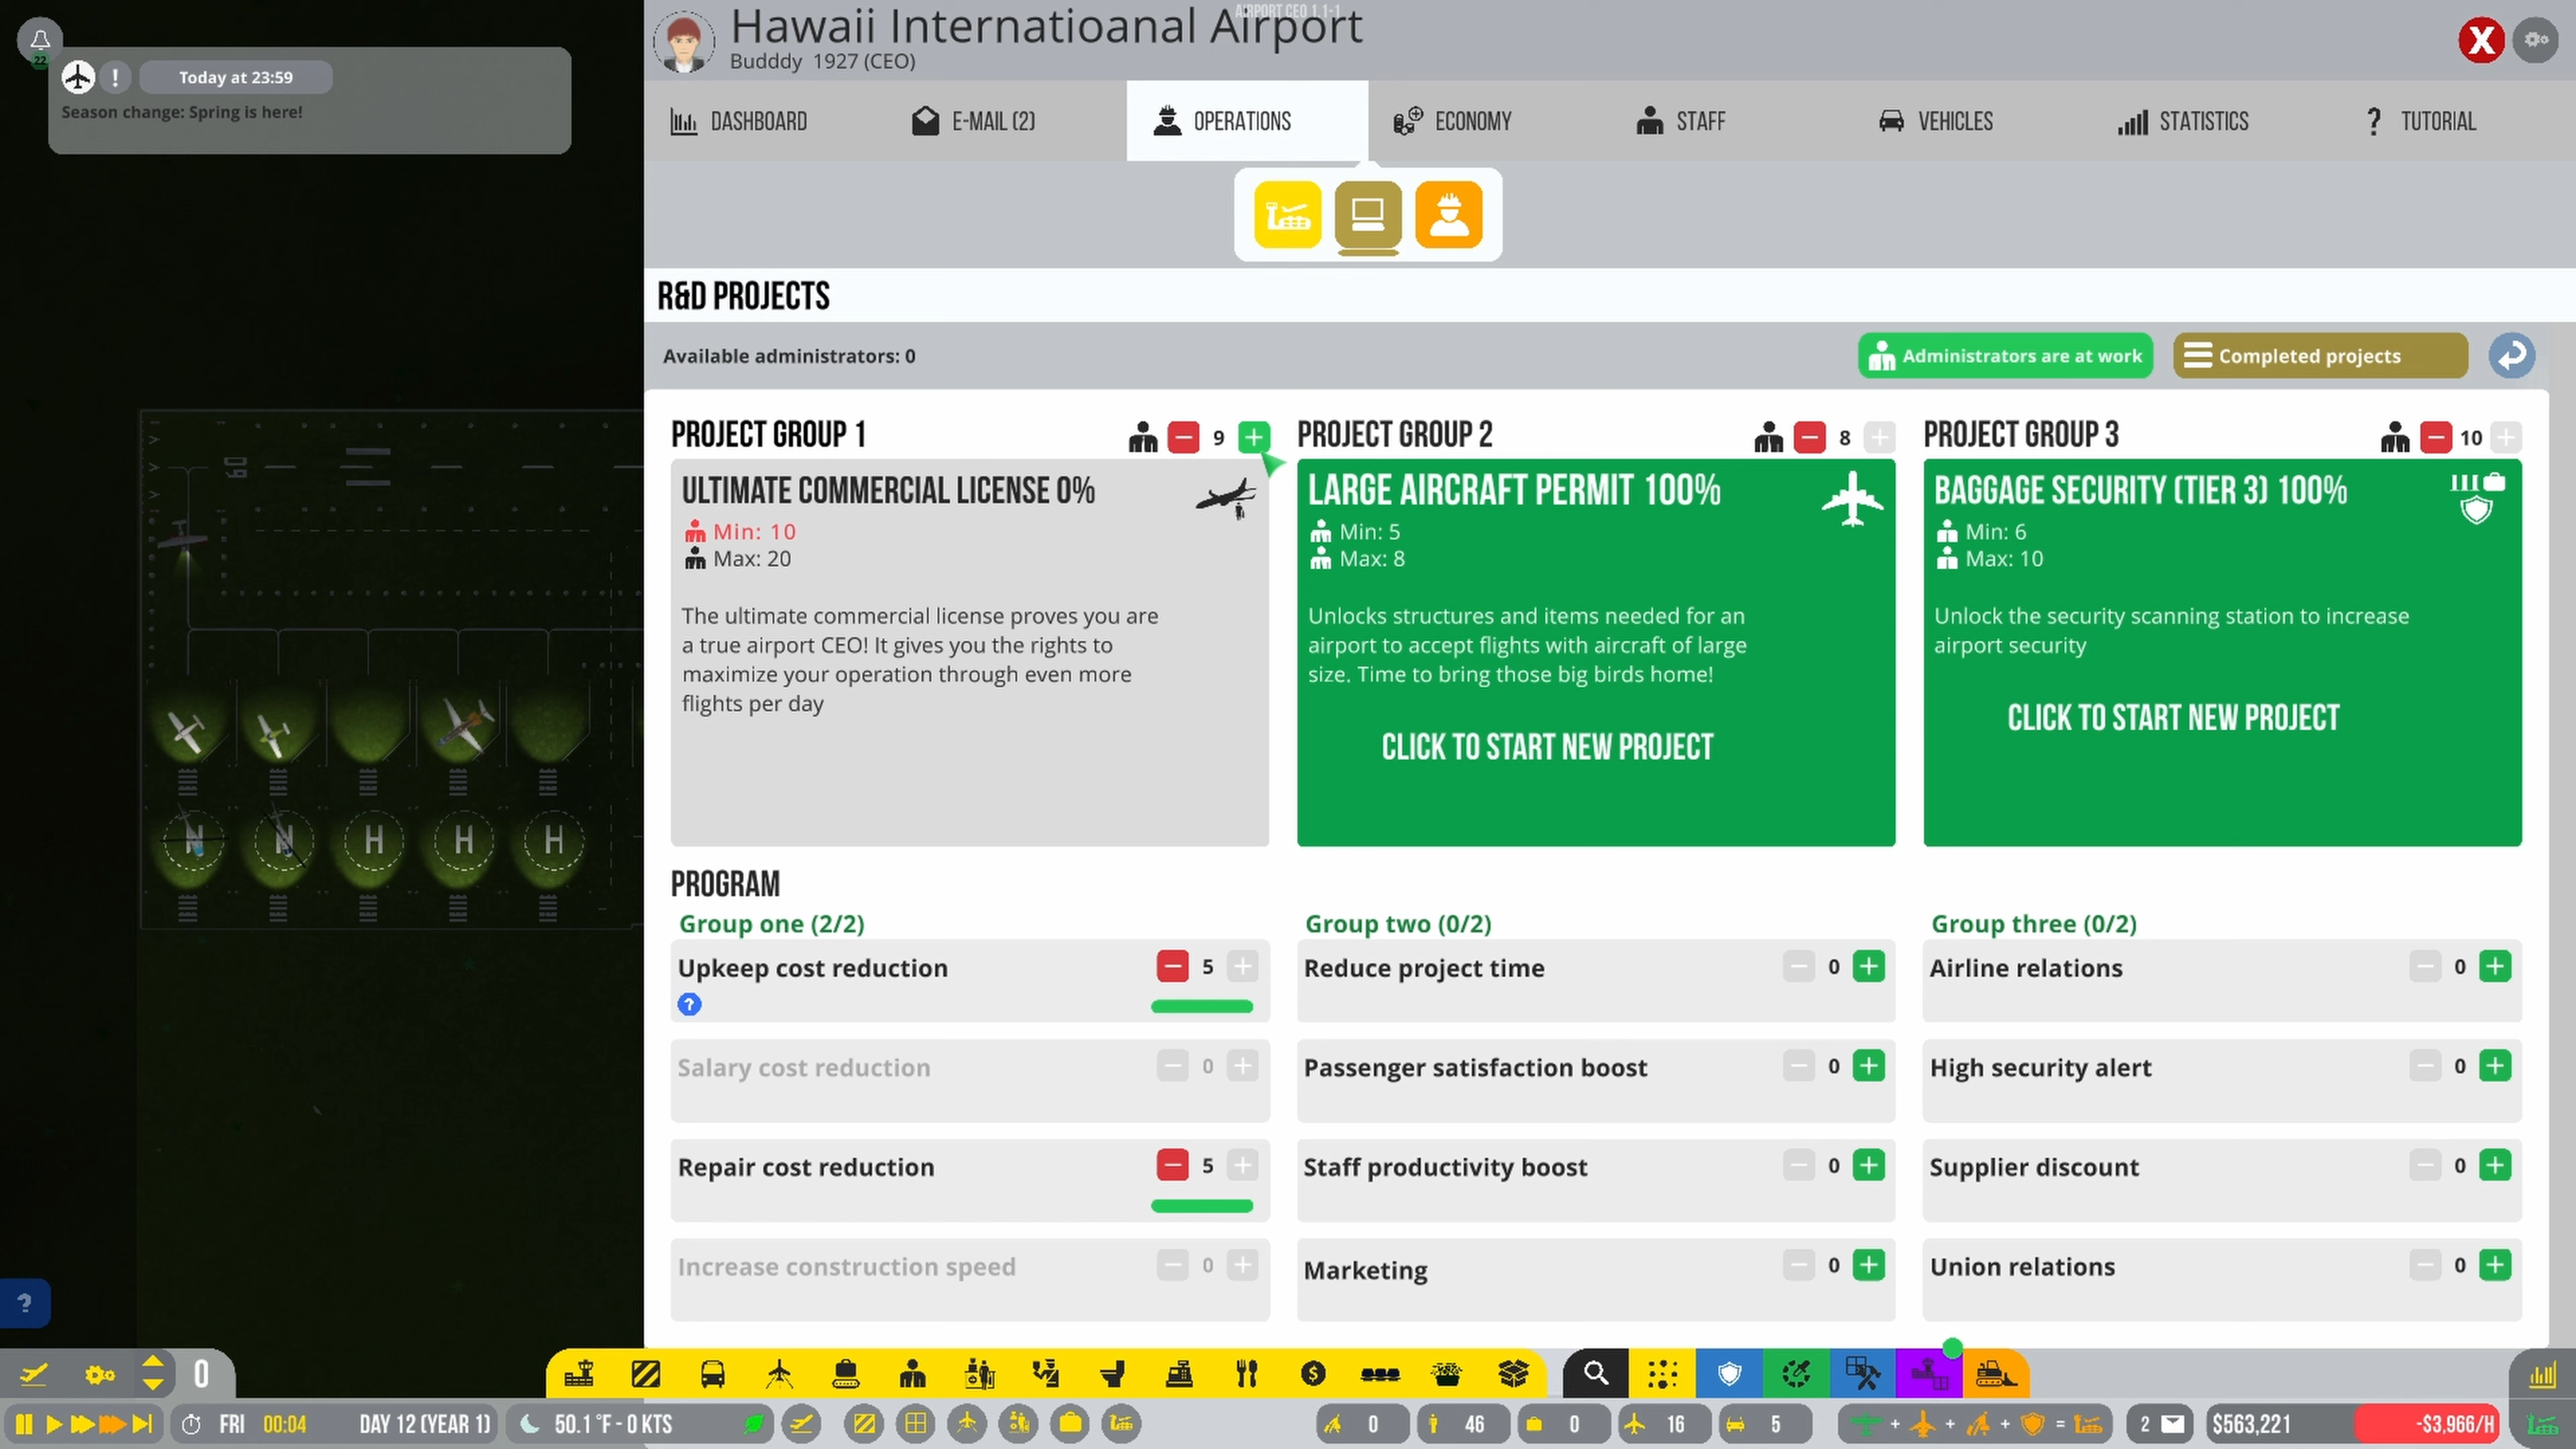 AIRPORT CEO 1.1-1
Hawaii Internatioanal Airport
Budddy 1927 (CEO)
22
Today at 23:59
Season change: Spring is here!
DASHBOARD
E-MAIL (2)
OPERATIONS
ECONOMY
STAFF
VEHICLES
STATISTICS
TUTORIAL
R&D PROJECTS
Available administrators: 0
Administrators are at work
Completed projects
PROJECT GROUP 1
9
ULTIMATE COMMERCIAL LICENSE 0%
Min: 10
Max: 20
The ultimate commercial license proves you are
a true airport CEO! It gives you the rights to
maximize your operation through even more
flights per day
PROJECT GROUP 2
8
LARGE AIRCRAFT PERMIT 100%
Min: 5
Max: 8
Unlocks structures and items needed for an
airport to accept flights with aircraft of large
size. Time to bring those big birds home!
CLICK TO START NEW PROJECT
PROJECT GROUP 3
10
BAGGAGE SECURITY (TIER 3) 100%
Min: 6
Max: 10
Unlock the security scanning station to increase
airport security
CLICK TO START NEW PROJECT
09
H H H H H
PROGRAM
Group one (2/2)
Upkeep cost reduction 5
?
Salary cost reduction 0
Repair cost reduction 5
Increase construction speed 0
Group two (0/2)
Reduce project time 0
Passenger satisfaction boost 0
Staff productivity boost 0
Marketing 0
Group three (0/2)
Airline relations 0
High security alert 0
Supplier discount 0
Union relations 0
?
0
FRI 00:04 DAY 12 (YEAR 1)
50.1 °F - 0 KTS
0
46
0
16
5
+ + + =
2
$563,221
-$3,966/H